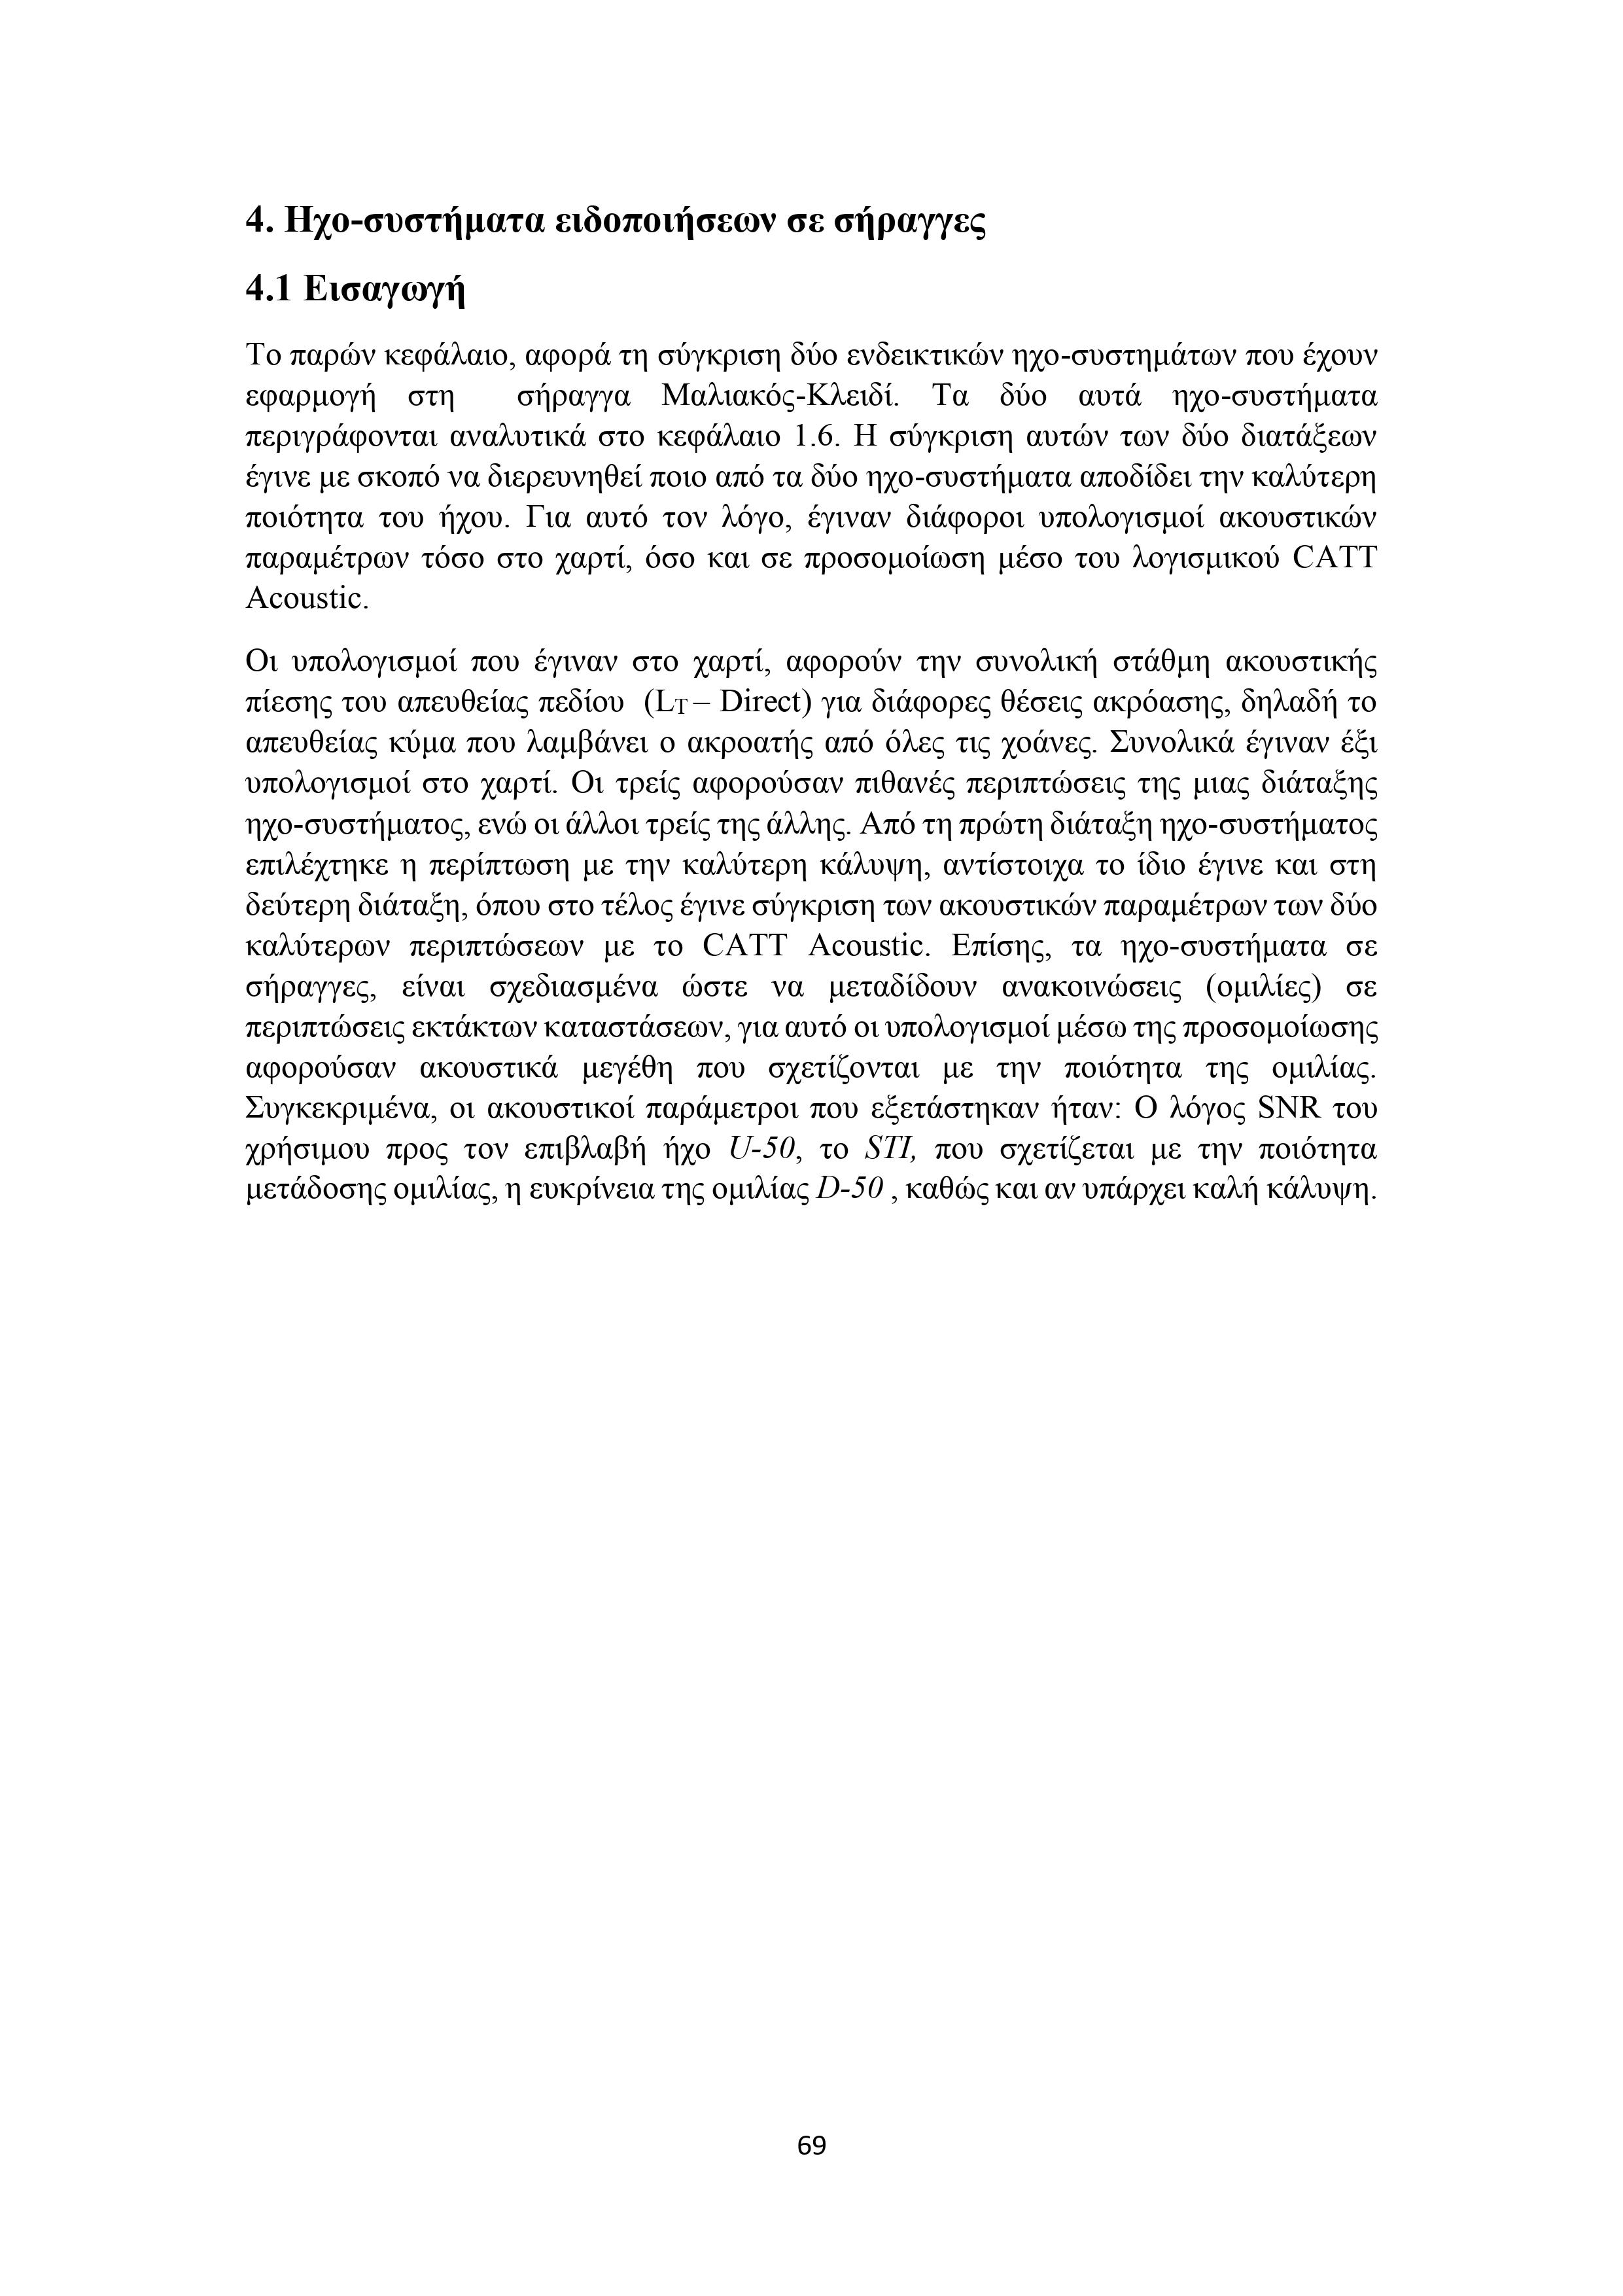 4. Ηχο-συστήματα ειδοποιήσεων σε σήραγγες
4.1 Εισαγωγή
Το παρών κεφάλαιο, αφορά τη σύγκριση δύο ενδεικτικών ηχο-συστημάτων που έχουν
εφαρμογή στη σήραγγα Μαλιακός-Κλειδί. Τα δύο αυτά ηχο-συστήματα
περιγράφονται αναλυτικά στο κεφάλαιο 1.6. Η σύγκριση αυτών των δύο διατάξεων
έγινε με σκοπό να διερευνηθεί ποιο από τα δύο ηχο-συστήματα αποδίδει την καλύτερη
ποιότητα του ήχου. Για αυτό τον λόγο, έγιναν διάφοροι υπολογισμοί ακουστικών
παραμέτρων τόσο στο χαρτί, όσο και σε προσομοίωση μέσο του λογισμικού CATT
Acoustic.
Οι υπολογισμοί που έγιναν στο χαρτί, αφορούν την συνολική στάθμη ακουστικής
πίεσης του απευθείας πεδίου (LT – Direct) για διάφορες θέσεις ακρόασης, δηλαδή το
απευθείας κύμα που λαμβάνει ο ακροατής από όλες τις χοάνες. Συνολικά έγιναν έξι
υπολογισμοί στο χαρτί. Οι τρείς αφορούσαν πιθανές περιπτώσεις της μιας διάταξης
ηχο-συστήματος, ενώ οι άλλοι τρείς της άλλης. Από τη πρώτη διάταξη ηχο-συστήματος
επιλέχτηκε η περίπτωση με την καλύτερη κάλυψη, αντίστοιχα το ίδιο έγινε και στη
δεύτερη διάταξη, όπου στο τέλος έγινε σύγκριση των ακουστικών παραμέτρων των δύο
καλύτερων περιπτώσεων με το CATT Acoustic. Επίσης, τα ηχο-συστήματα σε
σήραγγες, είναι σχεδιασμένα ώστε να μεταδίδουν ανακοινώσεις (ομιλίες) σε
περιπτώσεις εκτάκτων καταστάσεων, για αυτό οι υπολογισμοί μέσω της προσομοίωσης
αφορούσαν ακουστικά μεγέθη που σχετίζονται με την ποιότητα της ομιλίας.
Συγκεκριμένα, οι ακουστικοί παράμετροι που εξετάστηκαν ήταν: Ο λόγος SNR του
χρήσιμου προς τον επιβλαβή ήχο U-50, το STI, που σχετίζεται με την ποιότητα
μετάδοσης ομιλίας, η ευκρίνεια της ομιλίας D-50 , καθώς και αν υπάρχει καλή κάλυψη.
69